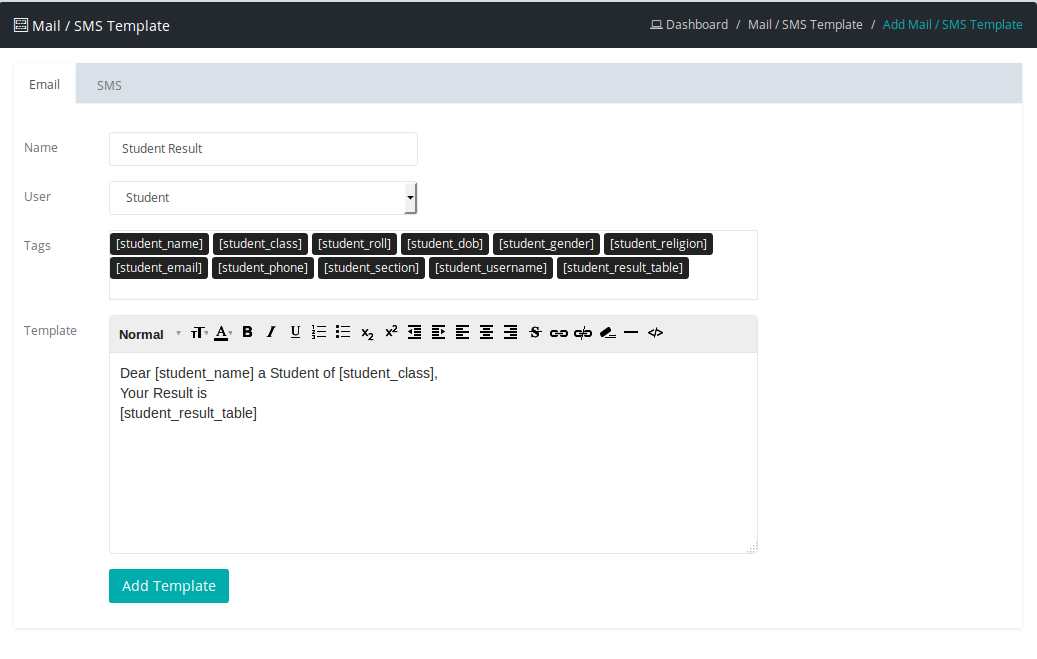 Mail / SMS Template
Dashboard / Mail / SMS Template / Add Mail / SMS Template
Email
SMS
Name
Student Result
User
Student
Tags
[student_name] [student_class] [student_roll] [student_dob] [student_gender] [student_religion]
[student_email] [student_phone] [student_section] [student_username] [student_result_table]
Template
Normal
Dear [student_name] a Student of [student_class],
Your Result is
[student_result_table]
Add Template